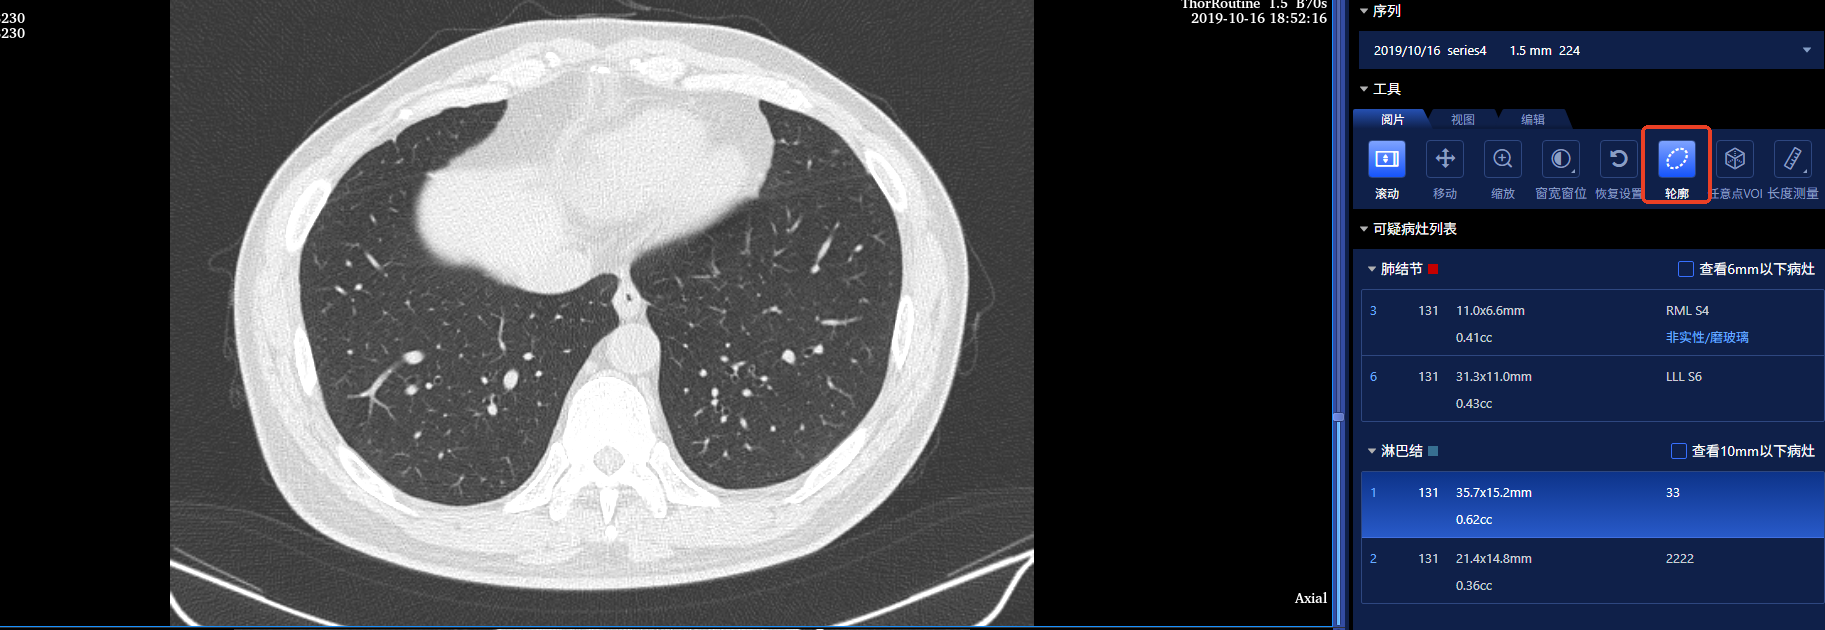 230
230
ThorRoutine 1.5 B70s
2019-10-16 18:52:16
Axial
序列
2019/10/16 series4 1.5 mm 224
工具
阅片 视图 编辑
滚动 移动 缩放 窗宽窗位 恢复设置 轮廓 任意点VOI 长度测量
可疑病灶列表
肺结节 查看6mm以下病灶
3 131 11.0x6.6mm RML S4
0.41cc 非实性/磨玻璃
6 131 31.3x11.0mm LLL S6
0.43cc
淋巴结 查看10mm以下病灶
1 131 35.7x15.2mm 33
0.62cc
2 131 21.4x14.8mm 2222
0.36cc